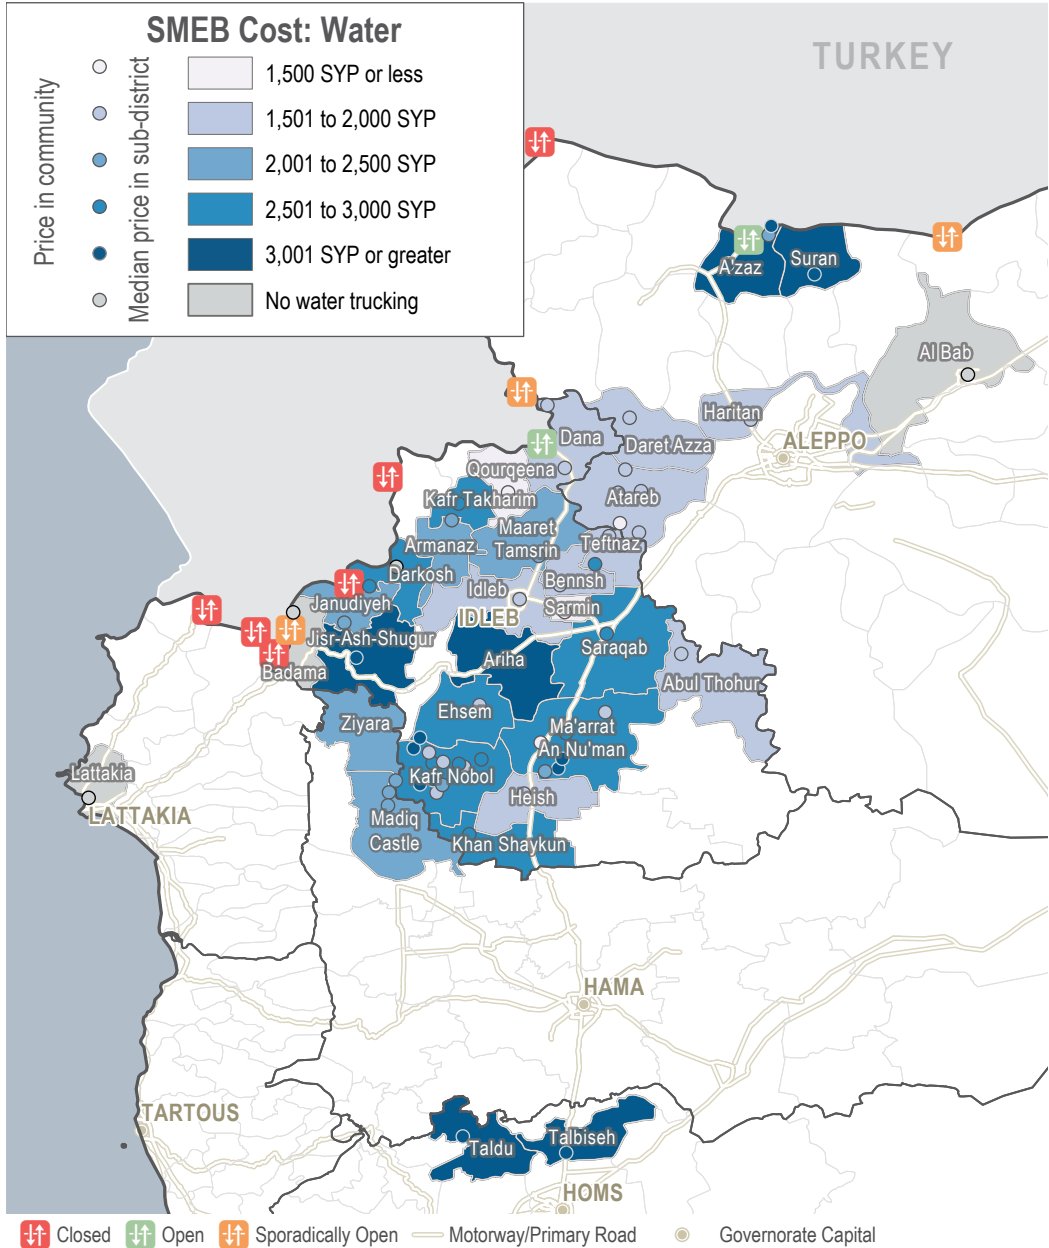 SMEB Cost: Water
Price in community
Median price in sub-district
1,500 SYP or less
1,501 to 2,000 SYP
2,001 to 2,500 SYP
2,501 to 3,000 SYP
3,001 SYP or greater
No water trucking
TURKEY
A'zaz
Suran
Al Bab
Haritan
ALEPPO
Dana
Daret Azza
Qourqeena
Kafr Takharim
Atareb
Maaret
Tamsrin
Teftnaz
Armanaz
Darkosh
Bennsh
Idleb
Janudiyeh
IDLEB
Sarmin
Jisr-Ash-Shugur
Saraqab
Ariha
Badama
Abul Thohur
Ehsem
Ziyara
Ma'arrat
An Nu'man
Lattakia
Kafr Nobol
Heish
LATTAKIA
Madiq
Castle
Khan Shaykun
HAMA
TARTOUS
Taldu
Talbiseh
HOMS
Closed
Open
Sporadically Open
Motorway/Primary Road
Governorate Capital